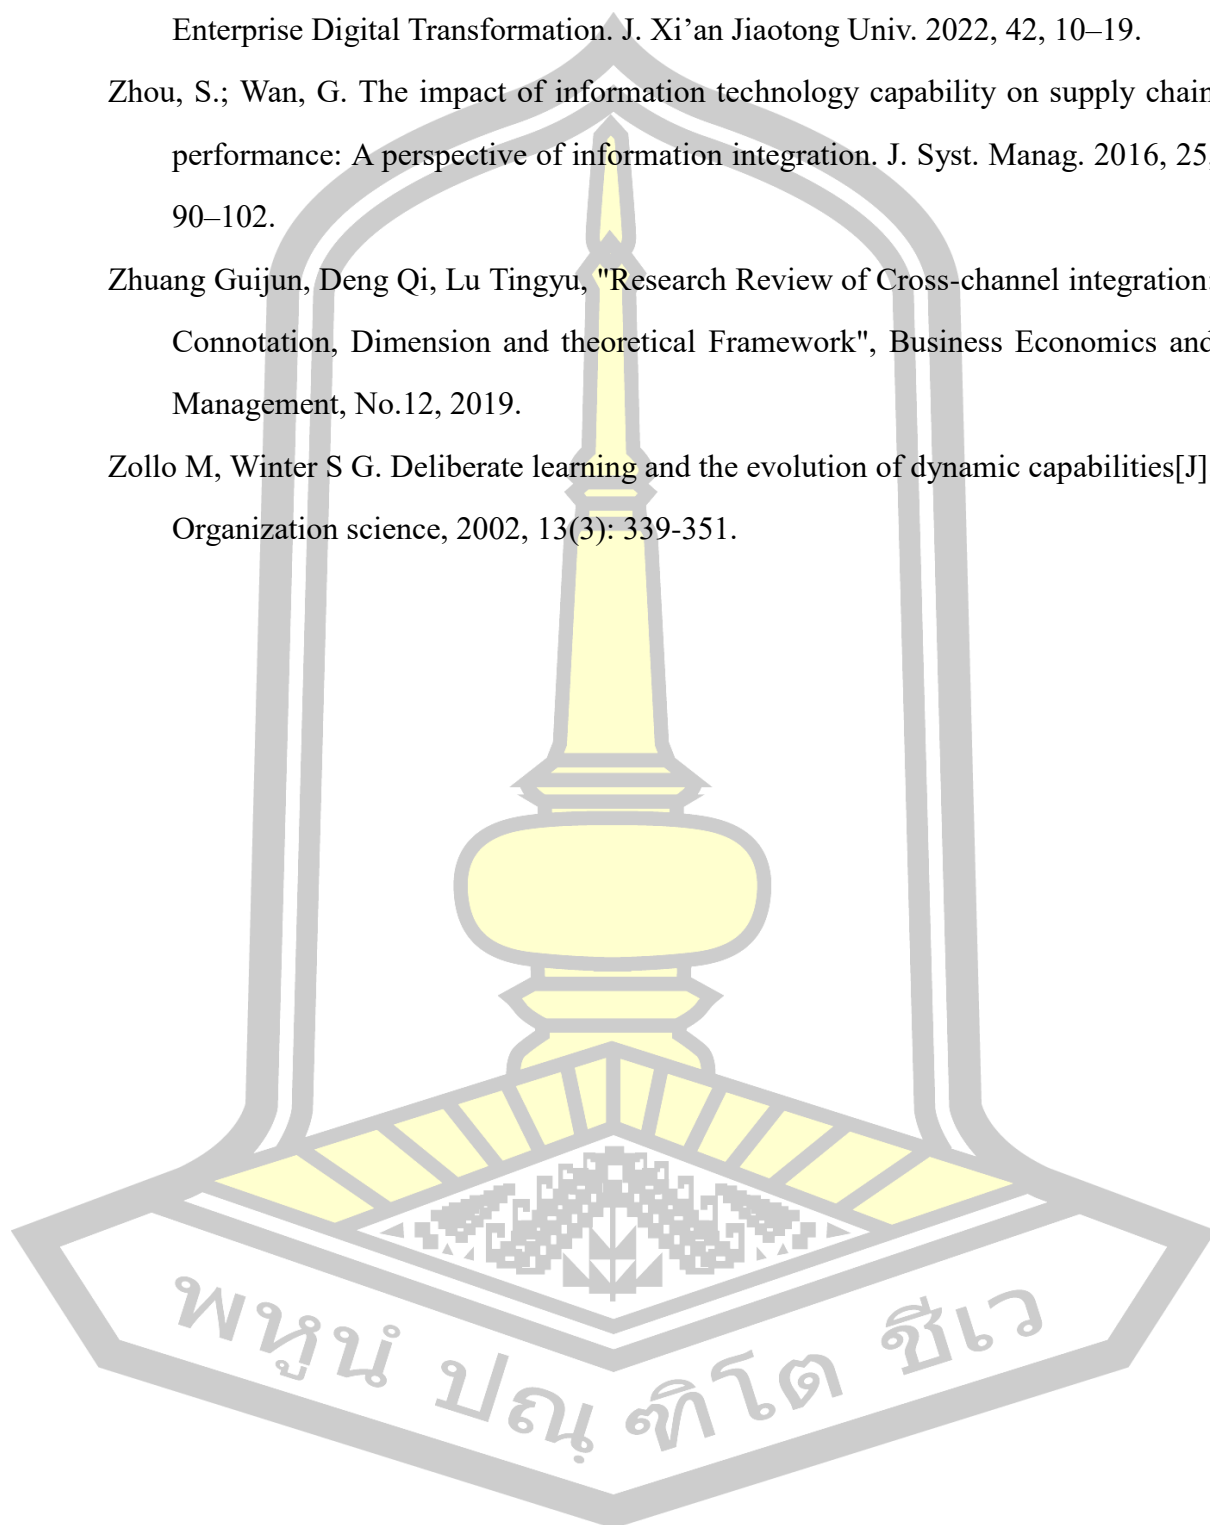 Enterprise Digital Transformation. J. Xi’an Jiaotong Univ. 2022, 42, 10–19.
Zhou, S.; Wan, G. The impact of information technology capability on supply chain
performance: A perspective of information integration. J. Syst. Manag. 2016, 25,
90–102.
Zhuang Guijun, Deng Qi, Lu Tingyu, "Research Review of Cross-channel integration:
Connotation, Dimension and theoretical Framework", Business Economics and
Management, No.12, 2019.
Zollo M, Winter S G. Deliberate learning and the evolution of dynamic capabilities[J]
Organization science, 2002, 13(3): 339-351.
พหูนํ ปณฺฑิโต ชีเว